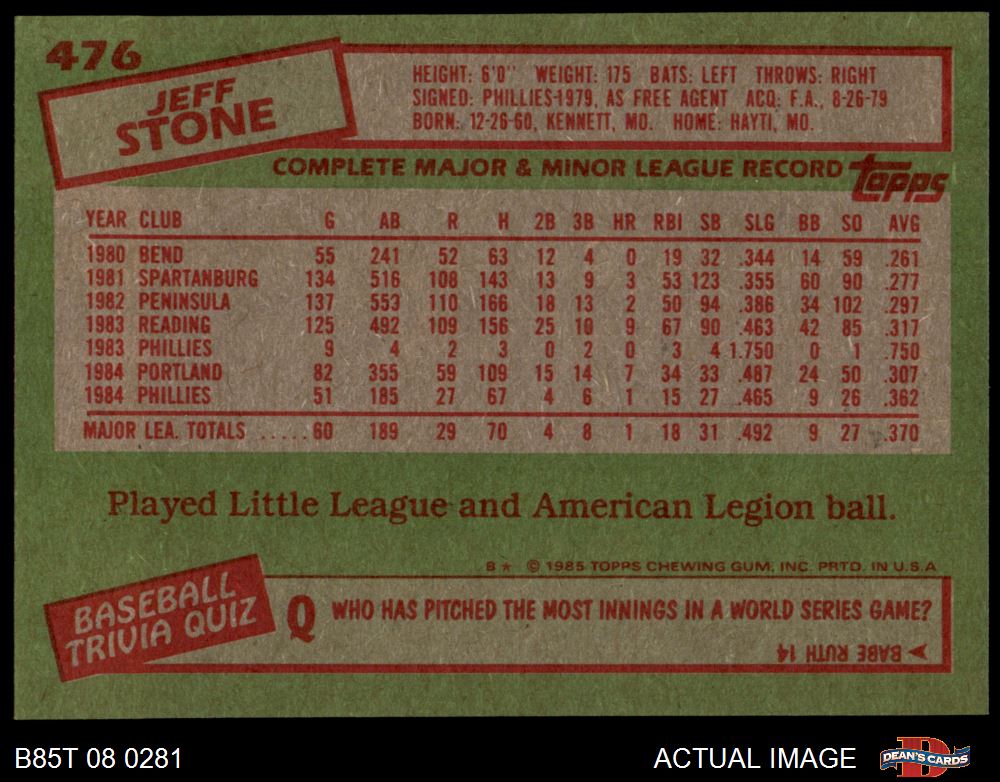 476
JEFF
STONE
HEIGHT: 6'0" WEIGHT: 175 BATS: LEFT THROWS: RIGHT
SIGNED: PHILLIES-1979, AS FREE AGENT ACQ: F.A., 8-26-79
BORN: 12-26-60, KENNETT, MO. HOME: HAYTI, MO.
COMPLETE MAJOR & MINOR LEAGUE RECORD topps
YEAR CLUB G AB R H 2B 3B HR RBI SB SLG BB SO AVG
1980 BEND 55 241 52 63 12 4 0 19 32 .344 14 59 .261
1981 SPARTANBURG 134 516 108 143 13 9 3 53 123 .355 60 90 .277
1982 PENINSULA 137 553 110 166 18 13 2 50 94 .386 34 102 .297
1983 READING 125 492 109 156 25 10 9 67 90 .463 42 85 .317
1983 PHILLIES 9 4 2 3 0 2 0 3 4 1.750 0 1 .750
1984 PORTLAND 82 355 59 109 15 14 7 34 33 .487 24 50 .307
1984 PHILLIES 51 185 27 67 4 6 1 15 27 .465 9 26 .362
MAJOR LEA. TOTALS .....60 189 29 70 4 8 1 18 31 .492 9 27 .370
Played Little League and American Legion ball.
B* © 1985 TOPPS CHEWING GUM, INC. PRTD. IN U.S.A
BASEBALL
TRIVIA QUIZ
Q WHO HAS PITCHED THE MOST INNINGS IN A WORLD SERIES GAME?
BABE RUTH 14
B85T 08 0281 ACTUAL IMAGE DEAN'S CARDS